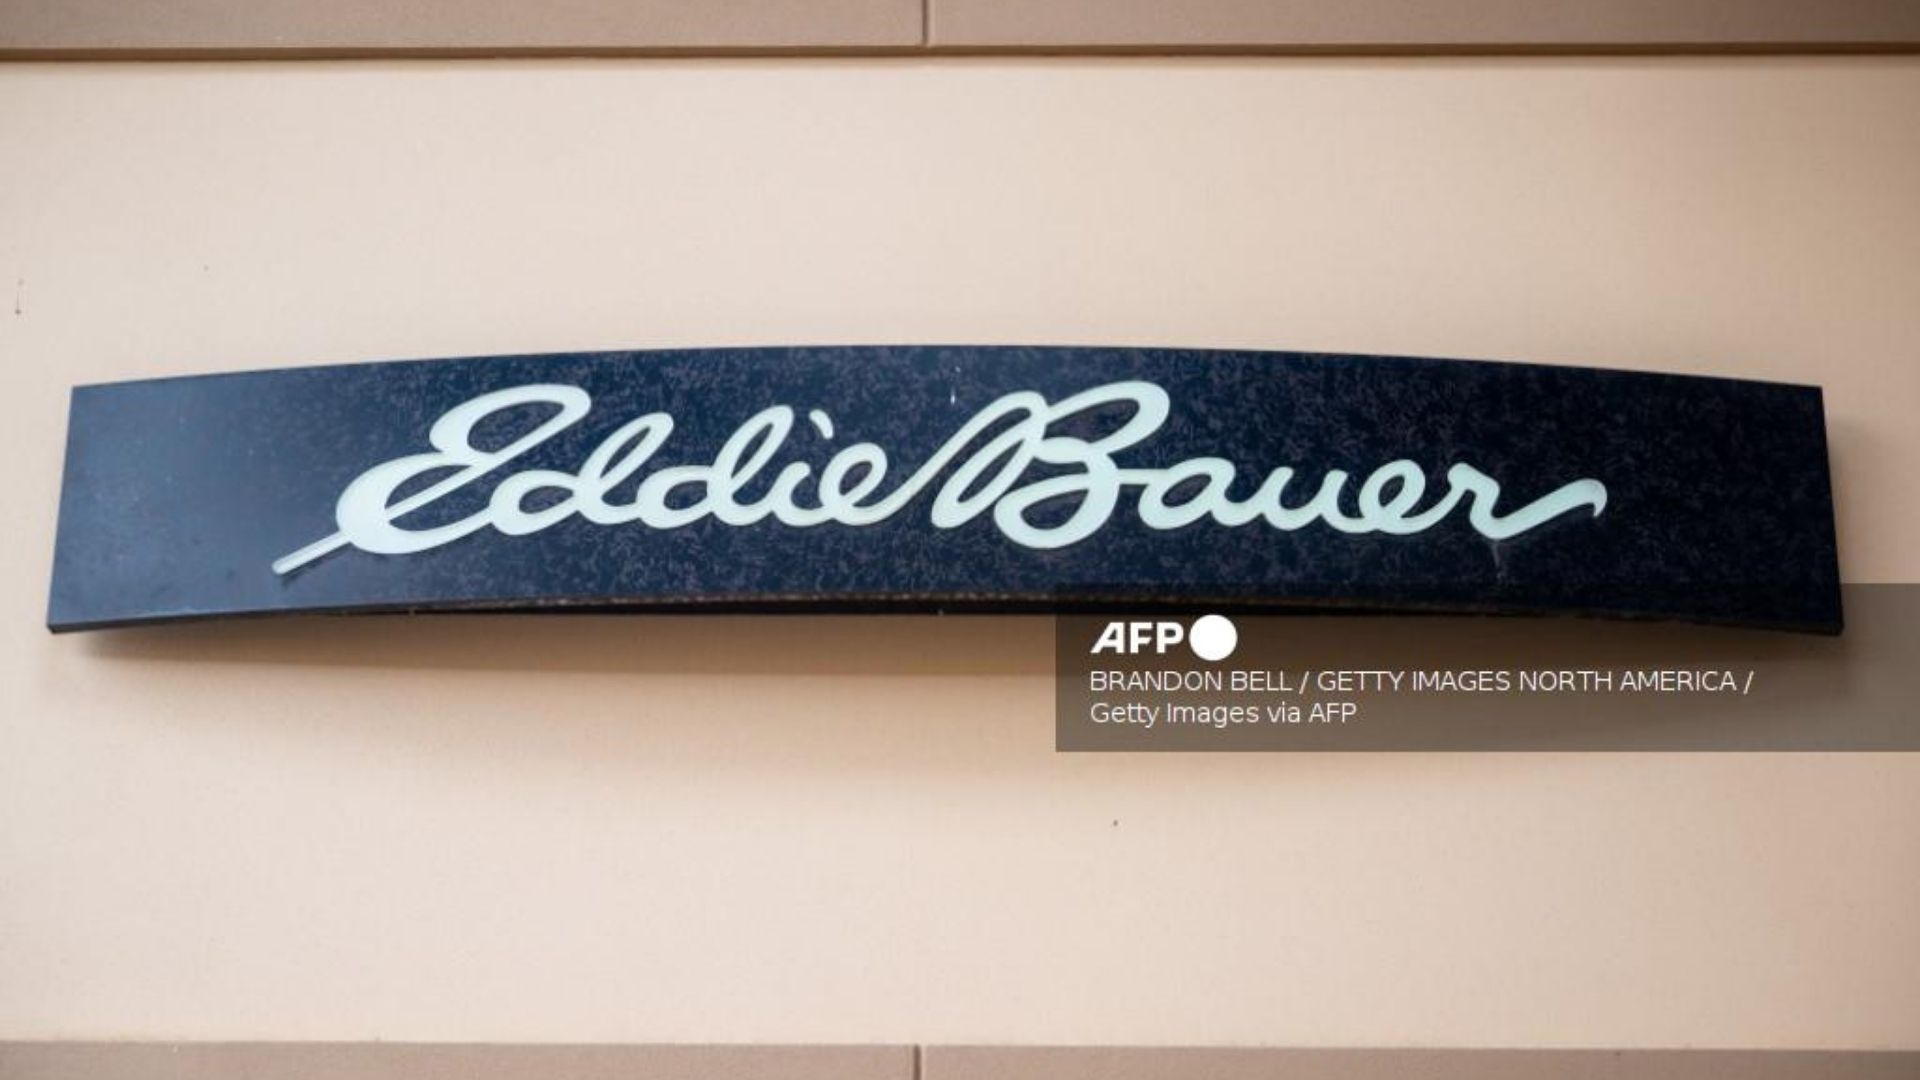 Eddie Bauer
AFP
BRANDON BELL / GETTY IMAGES NORTH AMERICA /
Getty Images via AFP